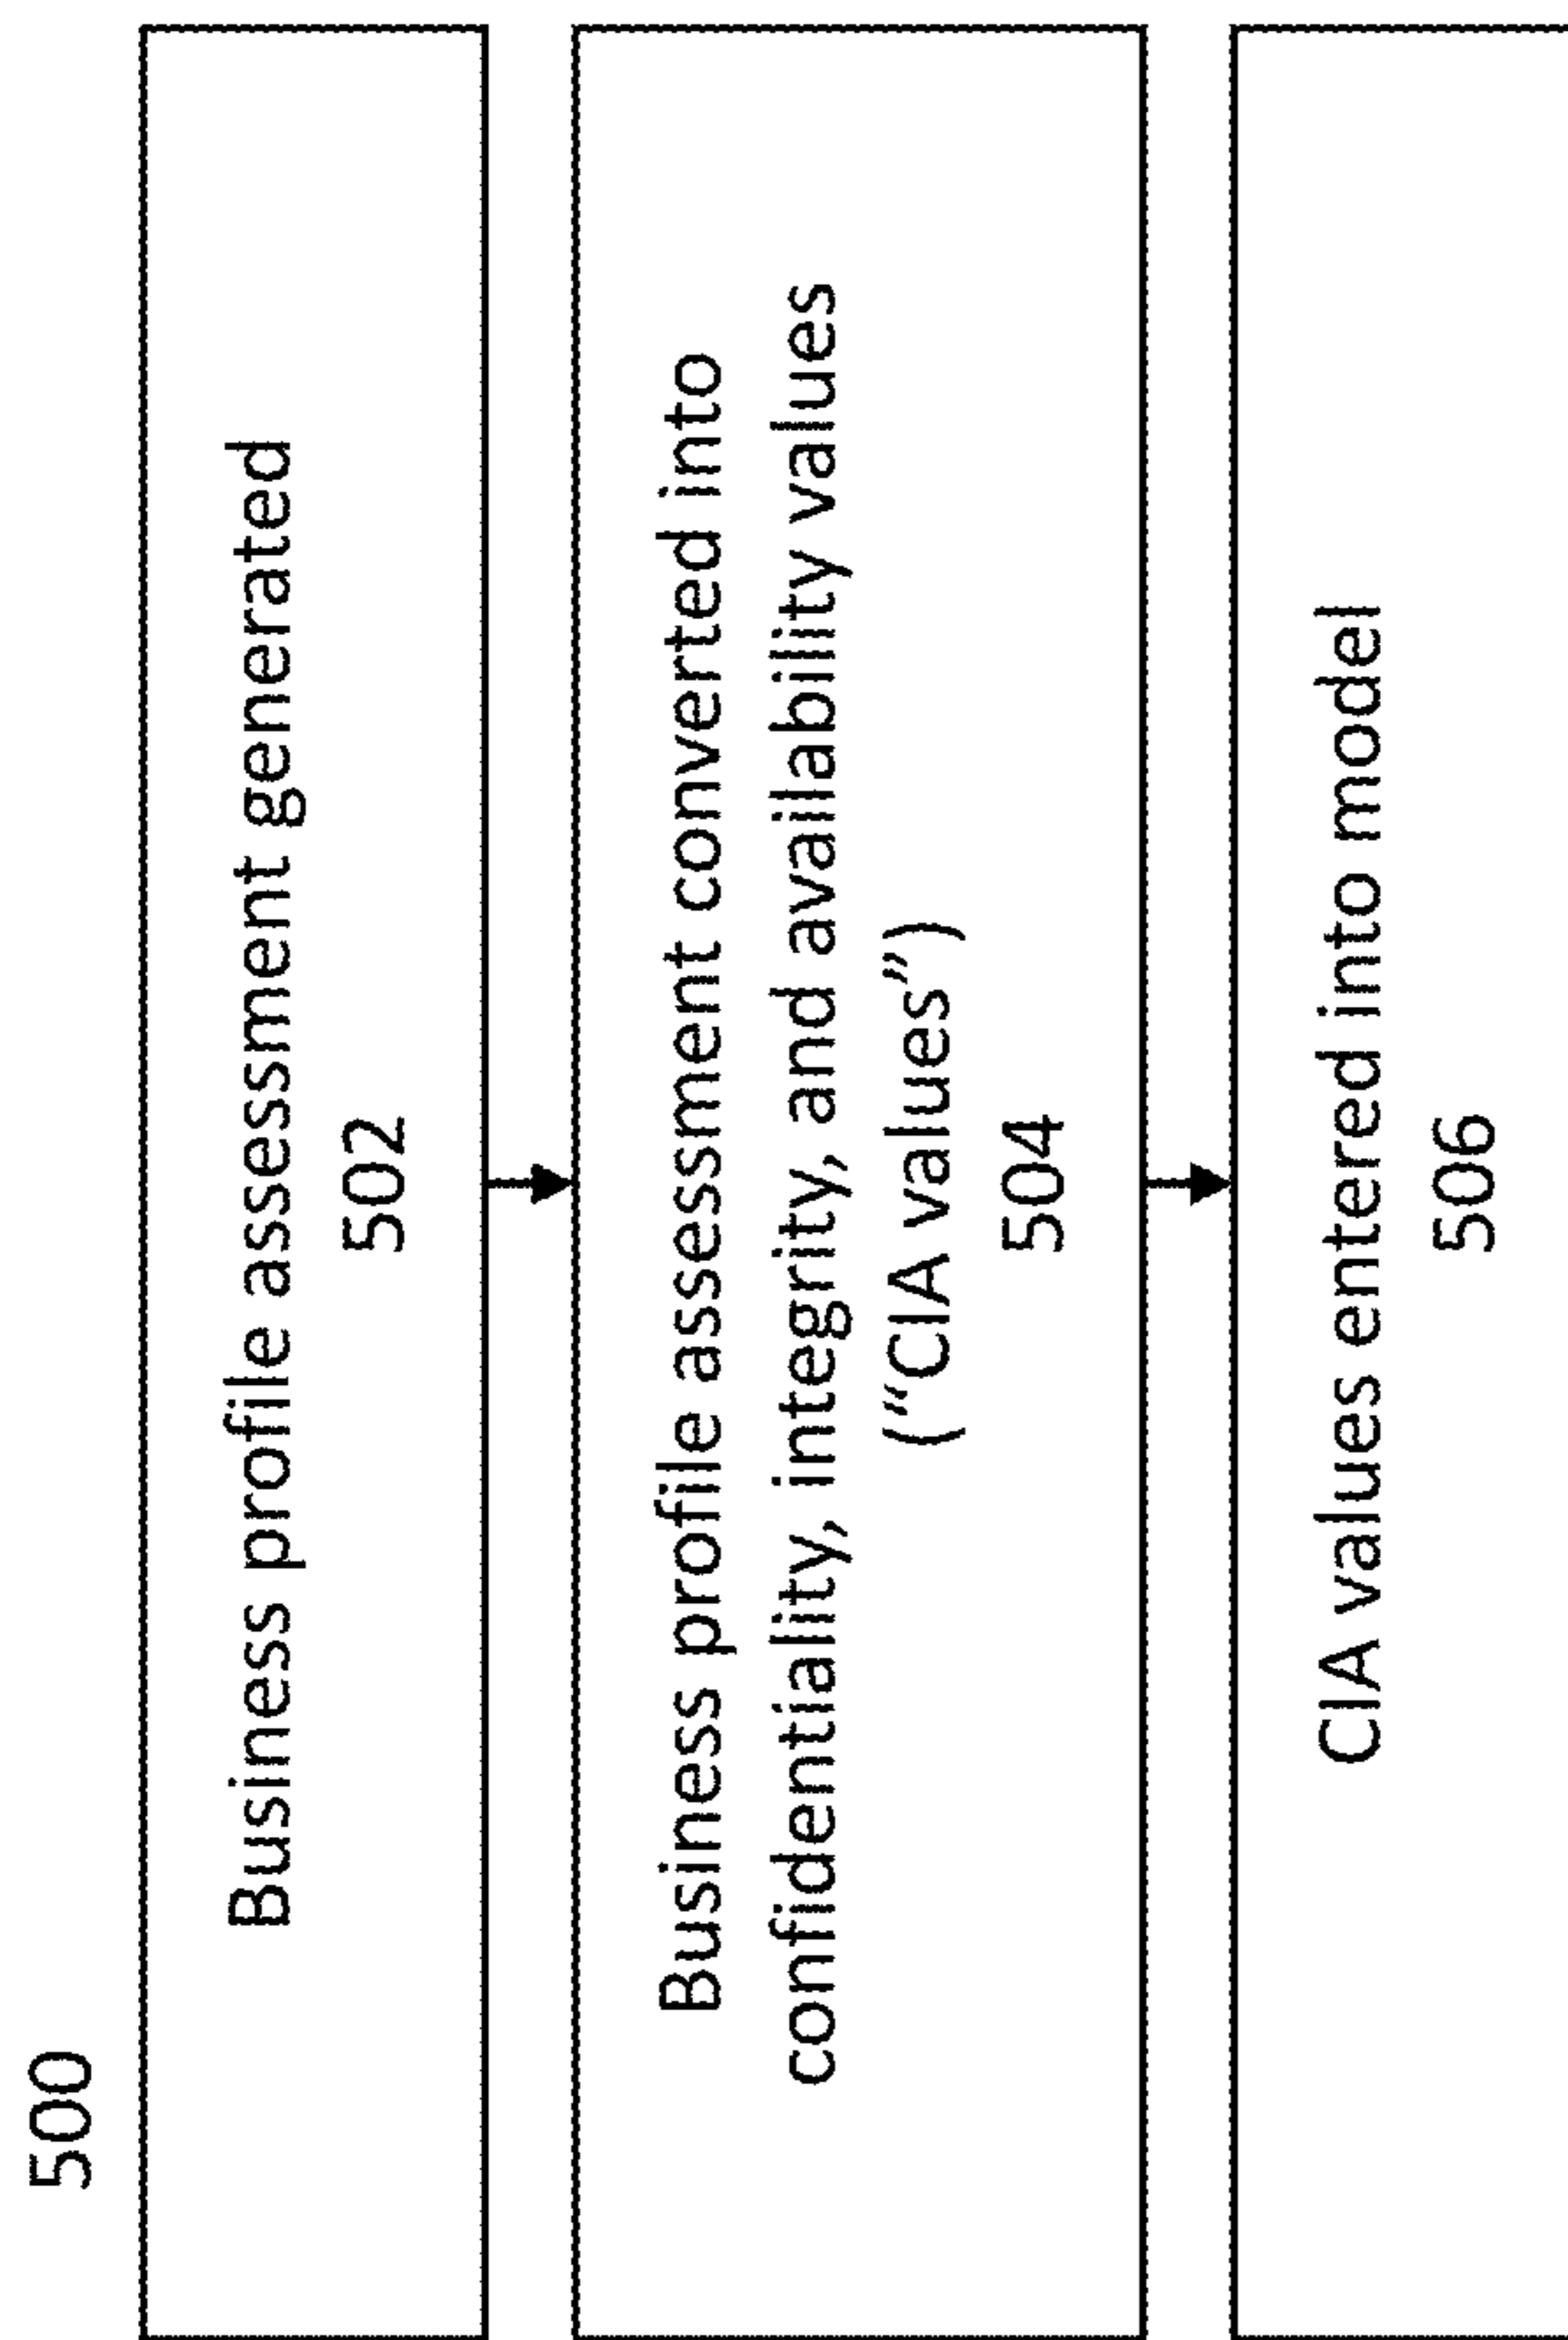 500
Business profile assessment generated
502
Business profile assessment converted into
confidentiality, integrity, and availability values
(“CIA values”)
504
CIA values entered into model
506